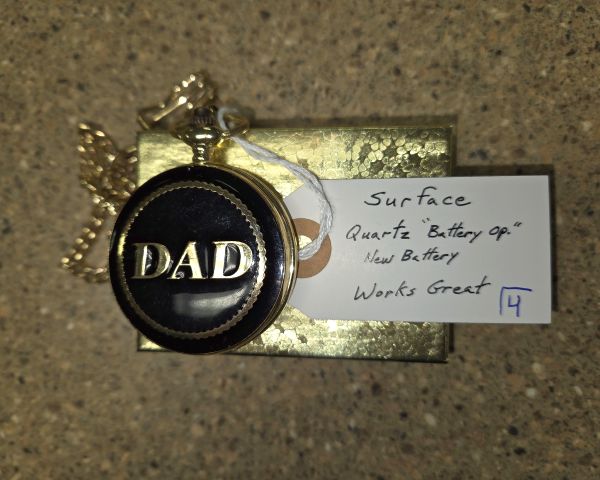 DAD
Surface
Quartz "Battery Op."
New Battery
Works Great
4